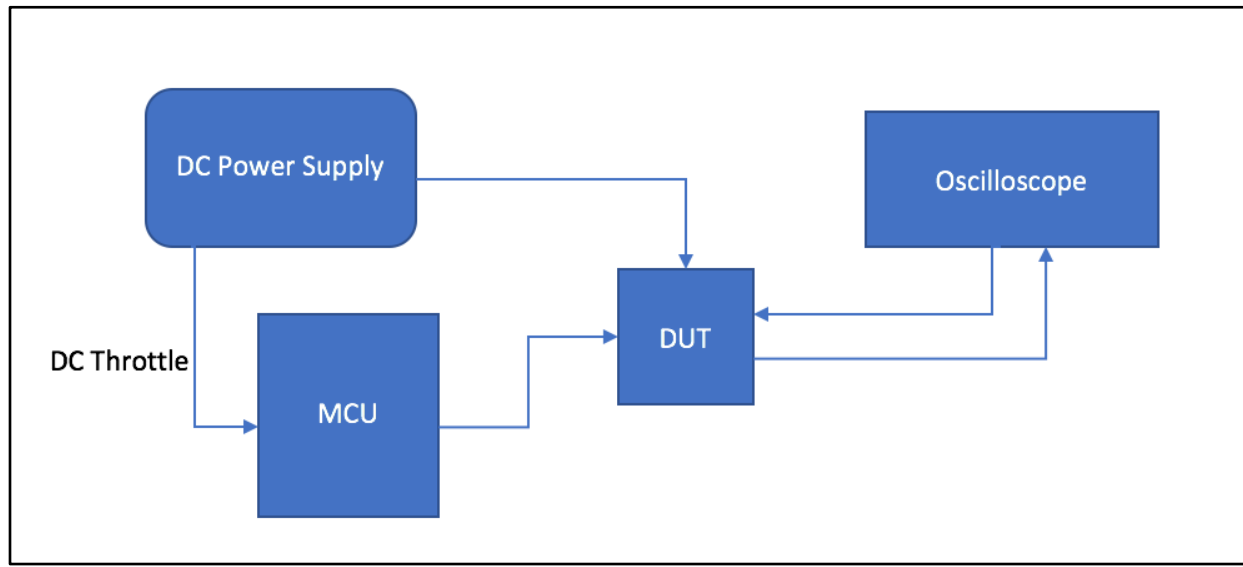 DC Power Supply
Oscilloscope
DUT
DC Throttle
MCU